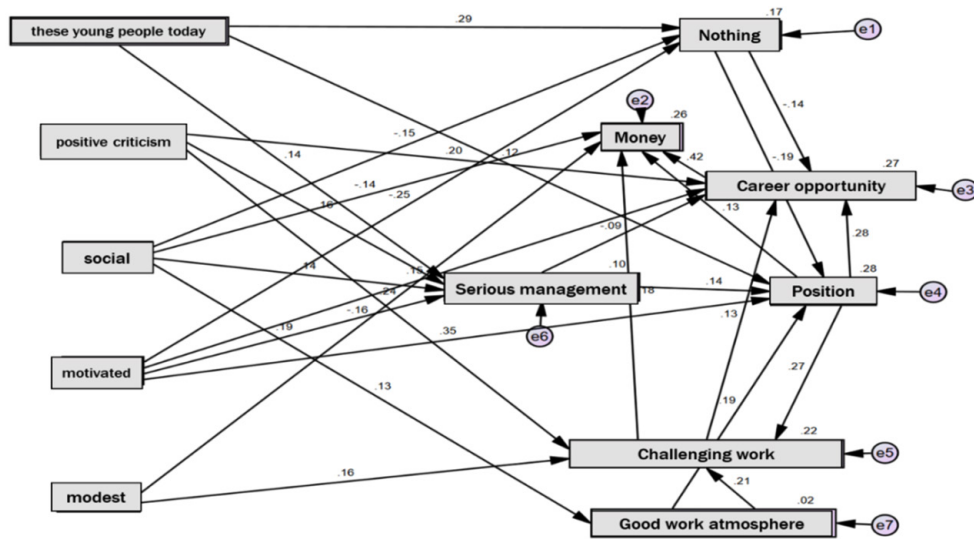 .17
.29
these young people today
Nothing
e1
e2
.26
-.14
Money
positive criticism
-.15
.12
.20
.42
-.19
.27
.14
Career opportunity
e3
-.14
-.25
.16
.13
-.09
.28
social
.14
.15
.10
.28
.24
Serious management
.18
.14
Position
e4
-.16
.13
.19
e6
.35
motivated
.27
.13
.19
.22
Challenging work
e5
.16
.21
modest
.02
Good work atmosphere
e7